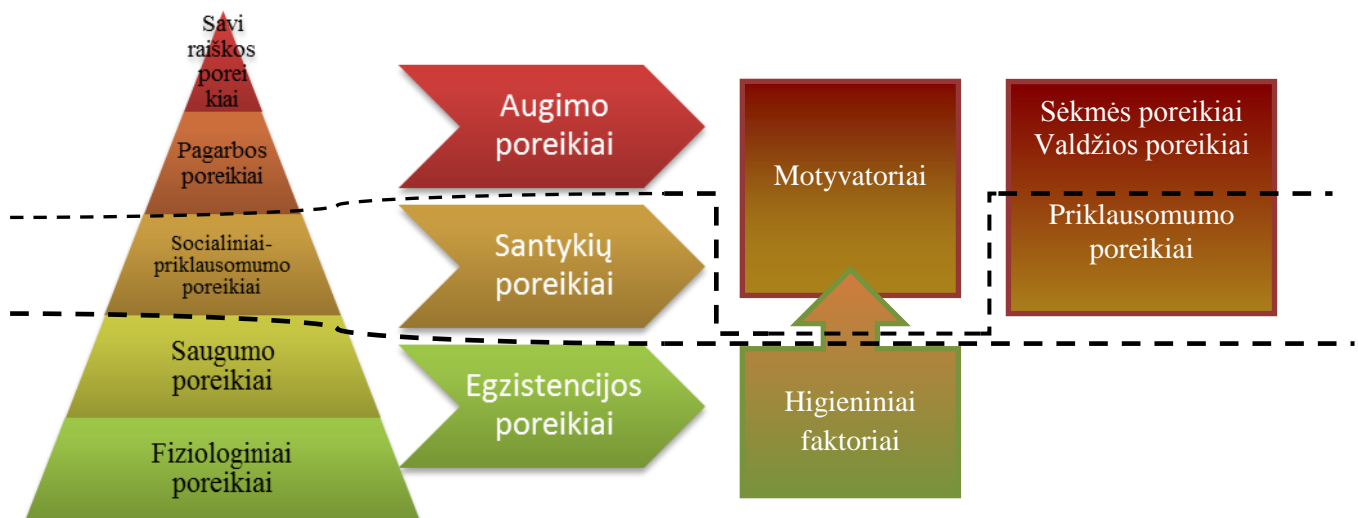 Savi
raiškos
porei
kiai
Pagarbos
poreikiai
Socialiniai-
priklausomumo
poreikiai
Saugumo
poreikiai
Fiziologiniai
poreikiai
Augimo
poreikiai
Santykių
poreikiai
Egzistencijos
poreikiai
Motyvatoriai
Higieniniai
faktoriai
Sėkmės poreikiai
Valdžios poreikiai
Priklausomumo
poreikiai